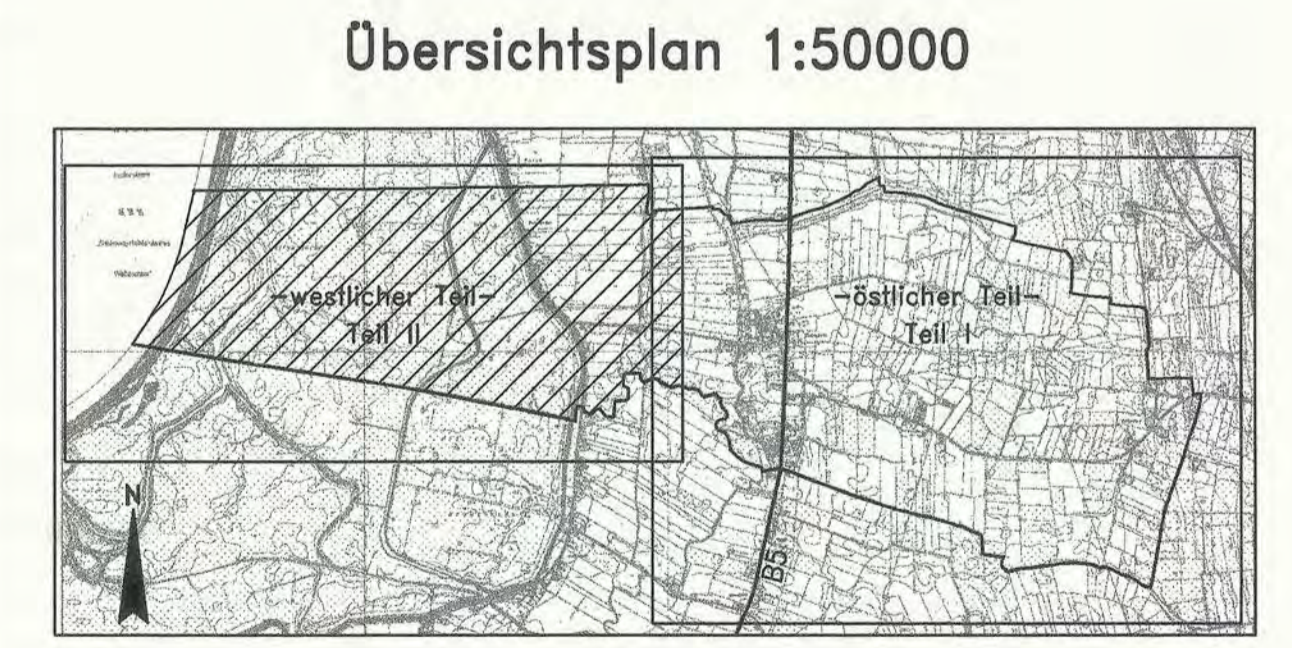 Übersichtsplan 1:50000
-westlicher Teil-
Teil II
-östlicher Teil-
Teil I
N
B5